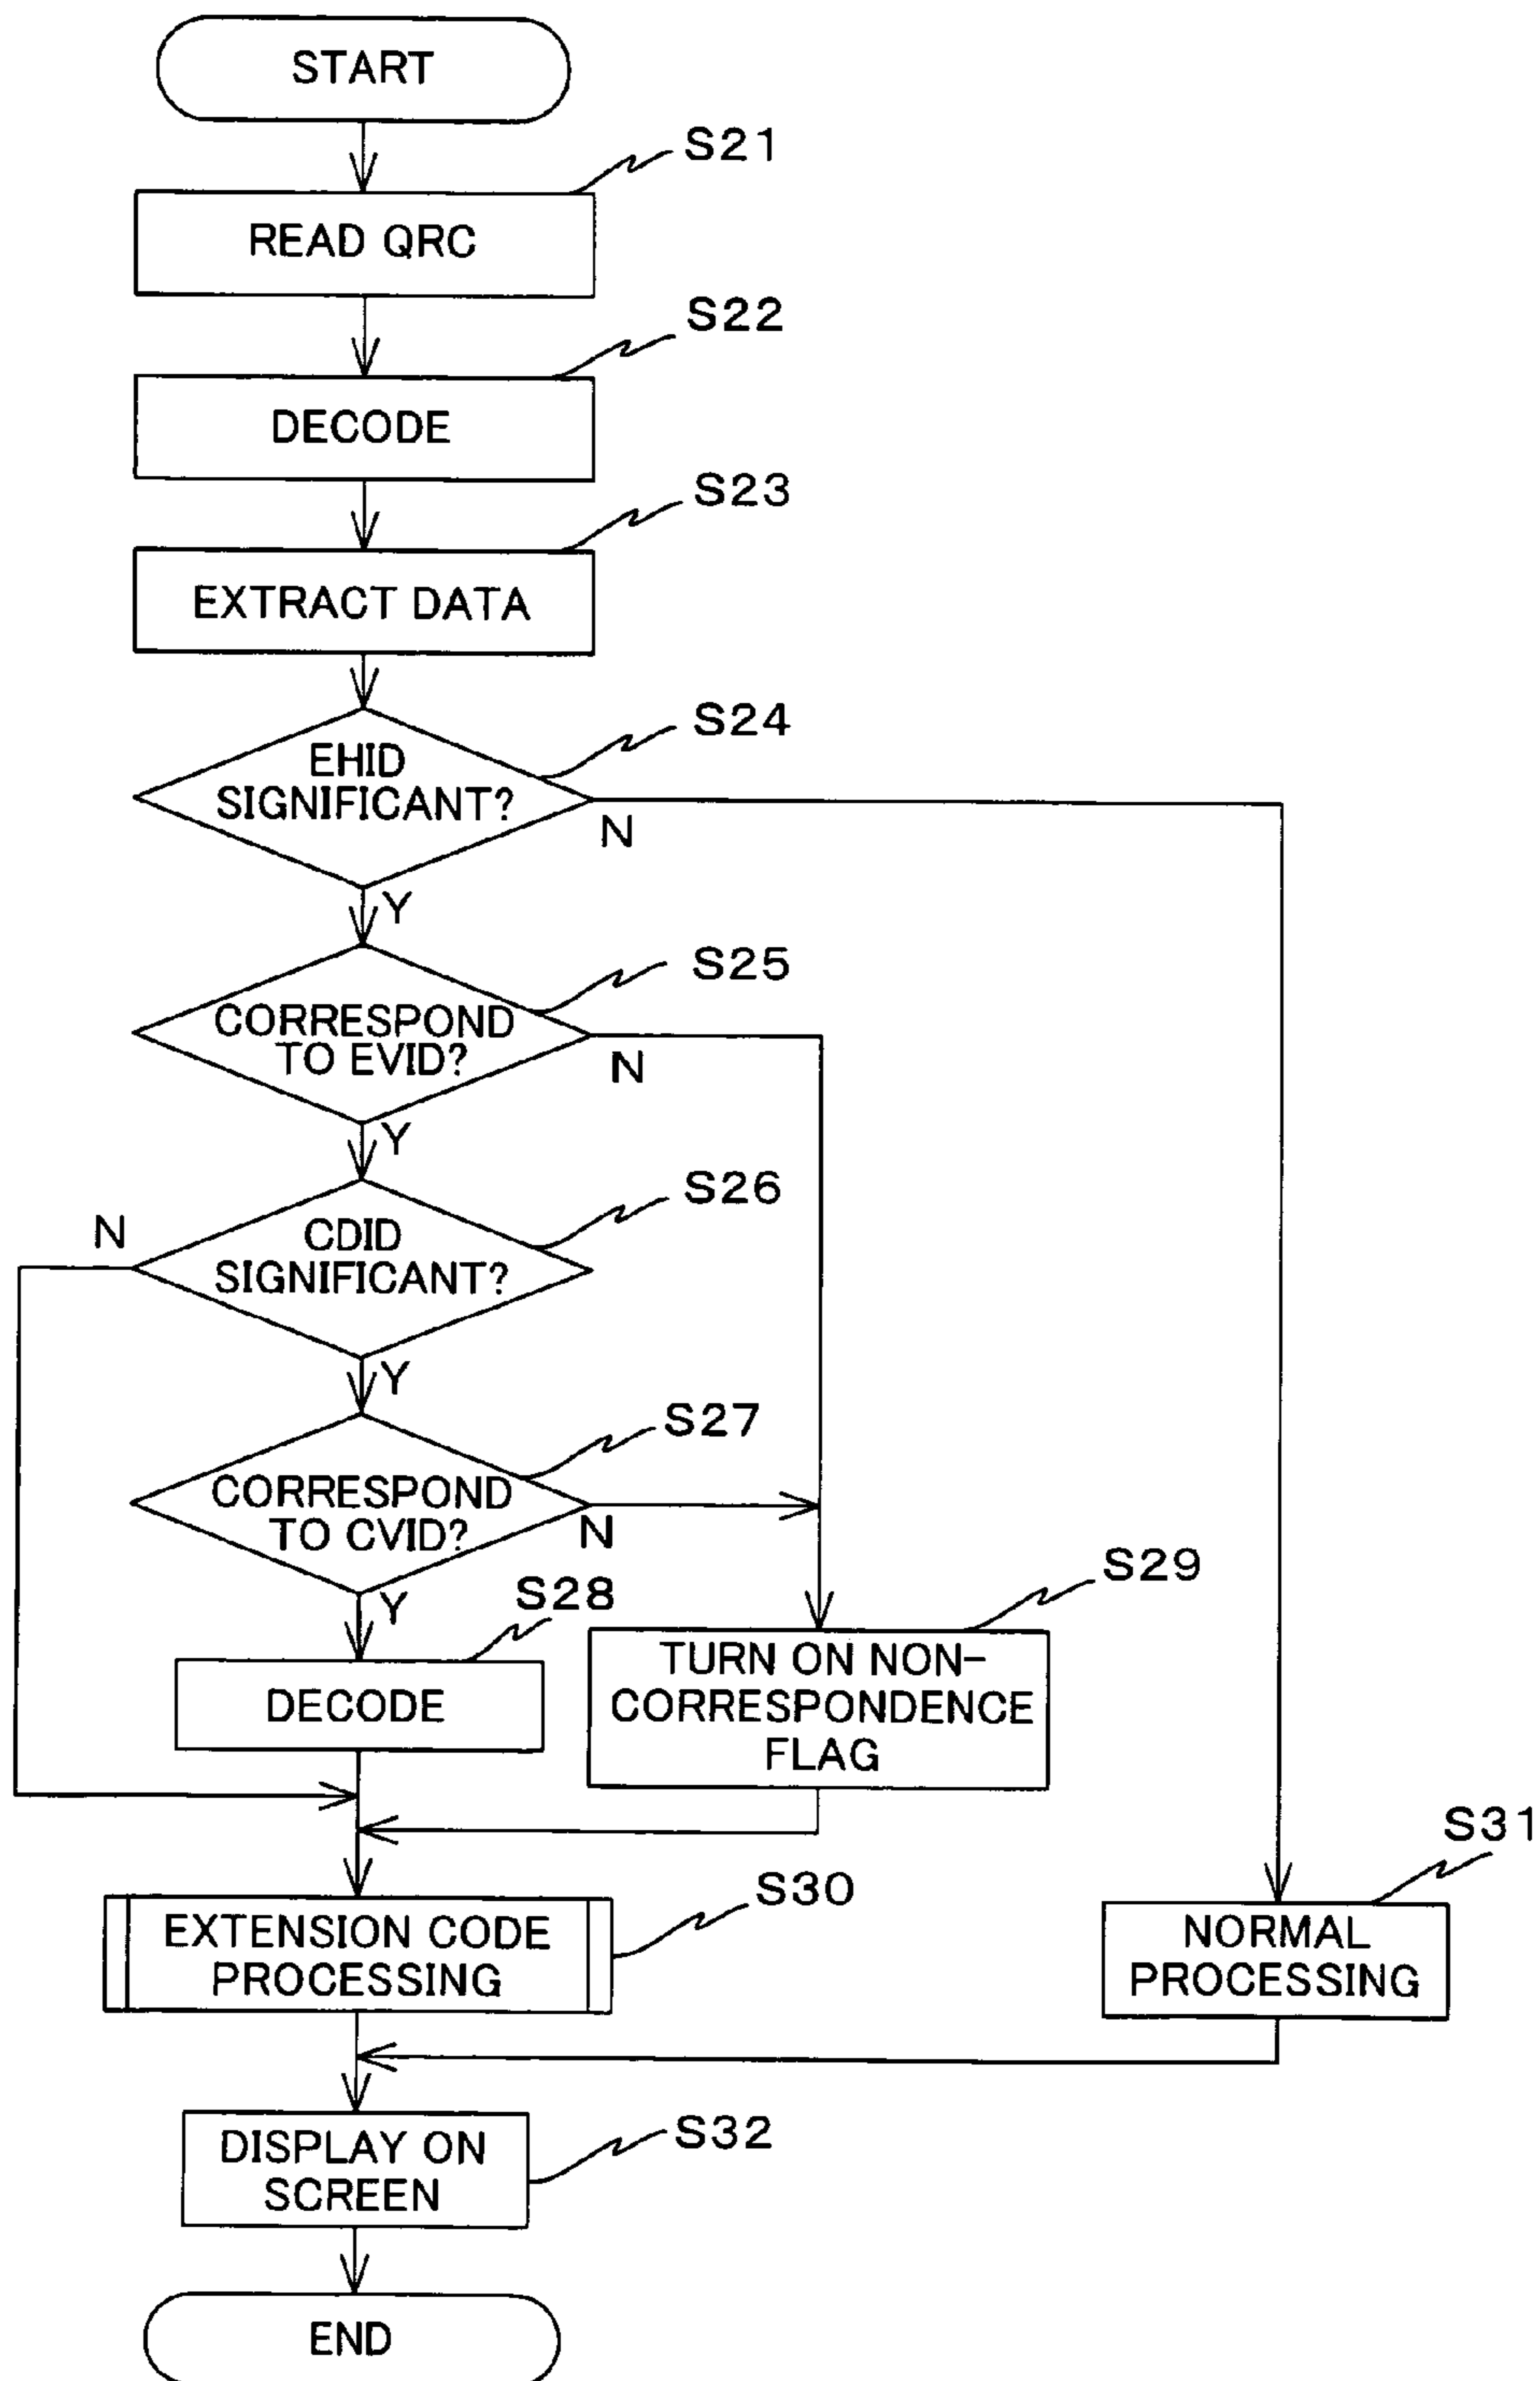 START
S21
READ QRC
S22
DECODE
S23
EXTRACT DATA
S24
EHID
SIGNIFICANT?
N
Y
S25
CORRESPOND
TO EVID?
N
Y
S26
N
CDID
SIGNIFICANT?
Y
S27
CORRESPOND
TO CVID?
N
Y
S28
DECODE
S29
TURN ON NON-
CORRESPONDENCE
FLAG
S30
EXTENSION CODE
PROCESSING
S31
NORMAL
PROCESSING
S32
DISPLAY ON
SCREEN
END